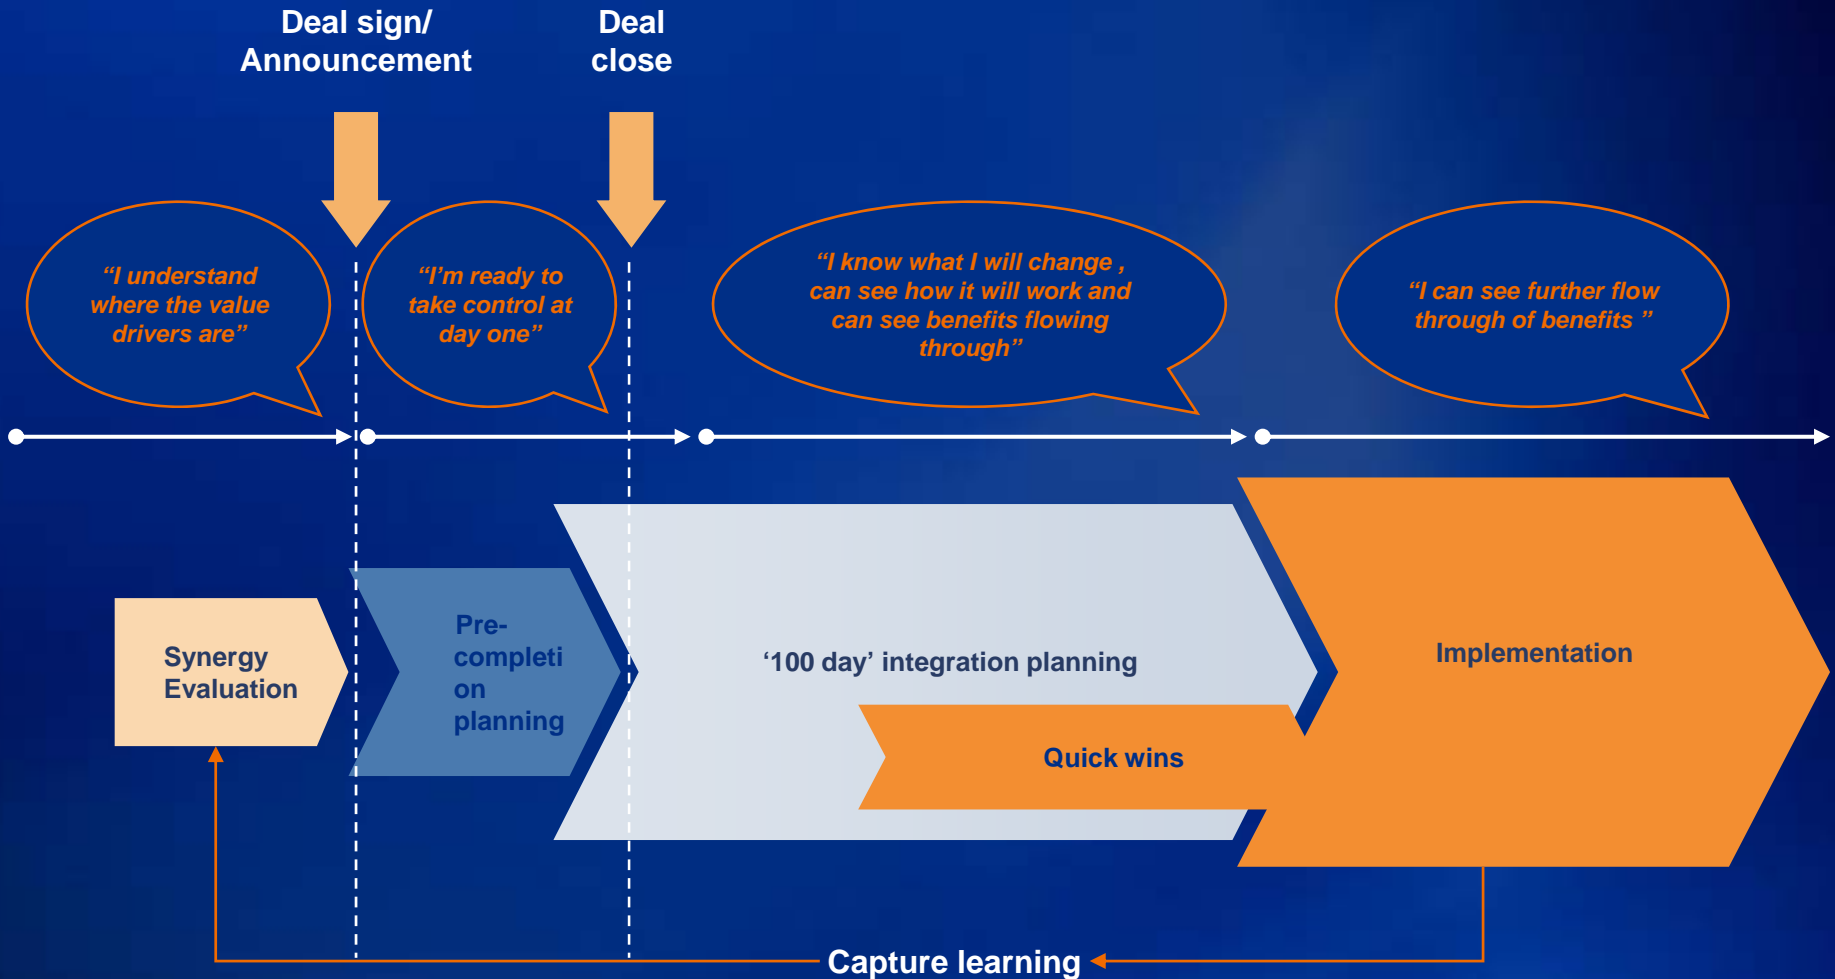 Deal sign/
Announcement
Deal
close
“I understand
where the value
drivers are”
“I’m ready to
take control at
day one”
“I know what I will change ,
can see how it will work and
can see benefits flowing
through”
“I can see further flow
through of benefits ”
Synergy
Evaluation
Pre-
completi
on
planning
‘100 day’ integration planning
Quick wins
Implementation
Capture learning